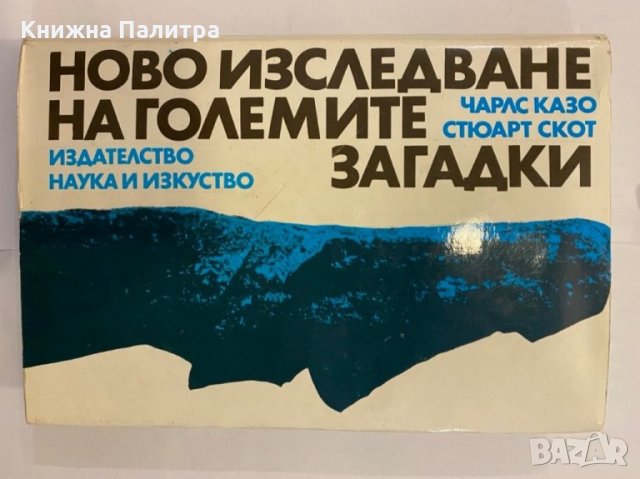 Книжна Палитра
НОВО ИЗСЛЕДВАНЕ
НА ГОЛЕМИТЕ
ЧАРЛС КАЗО
СТЮАРТ СКОТ
ИЗДАТЕЛСТВО
НАУКА И ИЗКУСТВО
ЗАГАДКИ
BAZAR